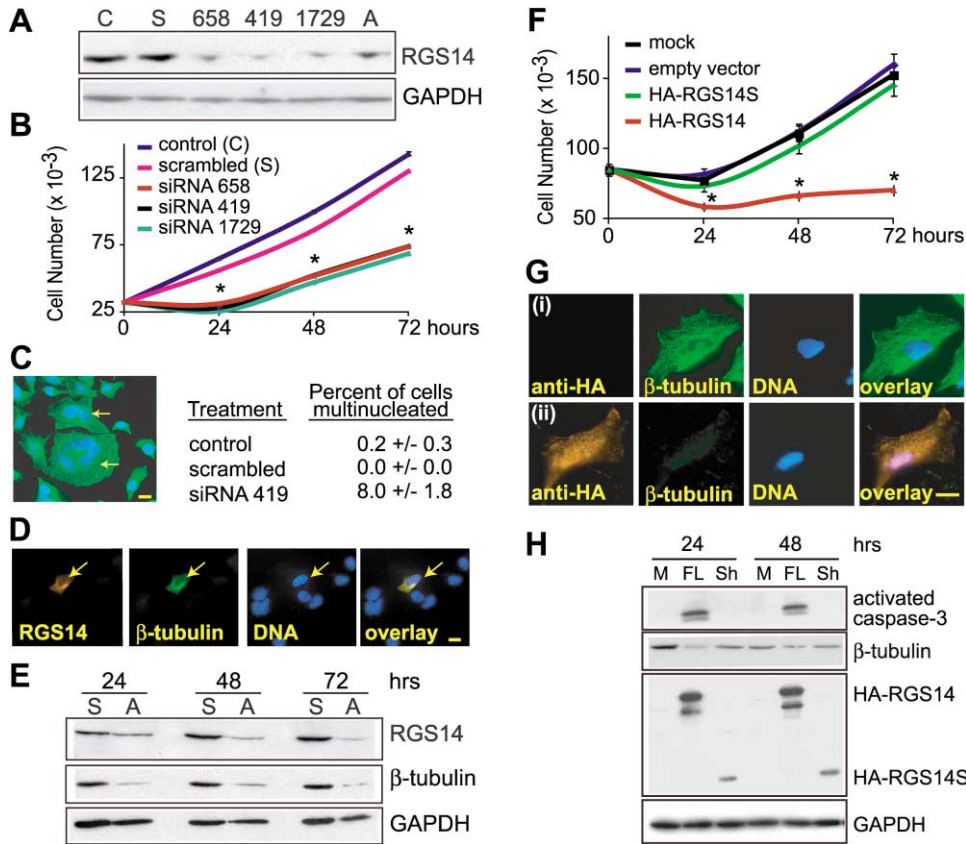 A
C S 658 419 1729 A
RGS14
GAPDH
B
Cell Number (x 10⁻³)
125
75
25
control (C)
scrambled (S)
siRNA 658
siRNA 419
siRNA 1729
* * *
0 24 48 72 hours
C
Treatment
Percent of cells
multinucleated
control 0.2 +/- 0.3
scrambled 0.0 +/- 0.0
siRNA 419 8.0 +/- 1.8
D
RGS14 β-tubulin DNA overlay
E
24 48 72 hrs
S A S A S A
RGS14
β-tubulin
GAPDH
F
Cell Number (x 10⁻³)
150
100
50
mock
empty vector
HA-RGS14S
HA-RGS14
* * *
0 24 48 72 hours
G
(i)
anti-HA β-tubulin DNA overlay
(ii)
anti-HA β-tubulin DNA overlay
H
24 48 hrs
M FL Sh M FL Sh
activated
caspase-3
β-tubulin
HA-RGS14
HA-RGS14S
GAPDH